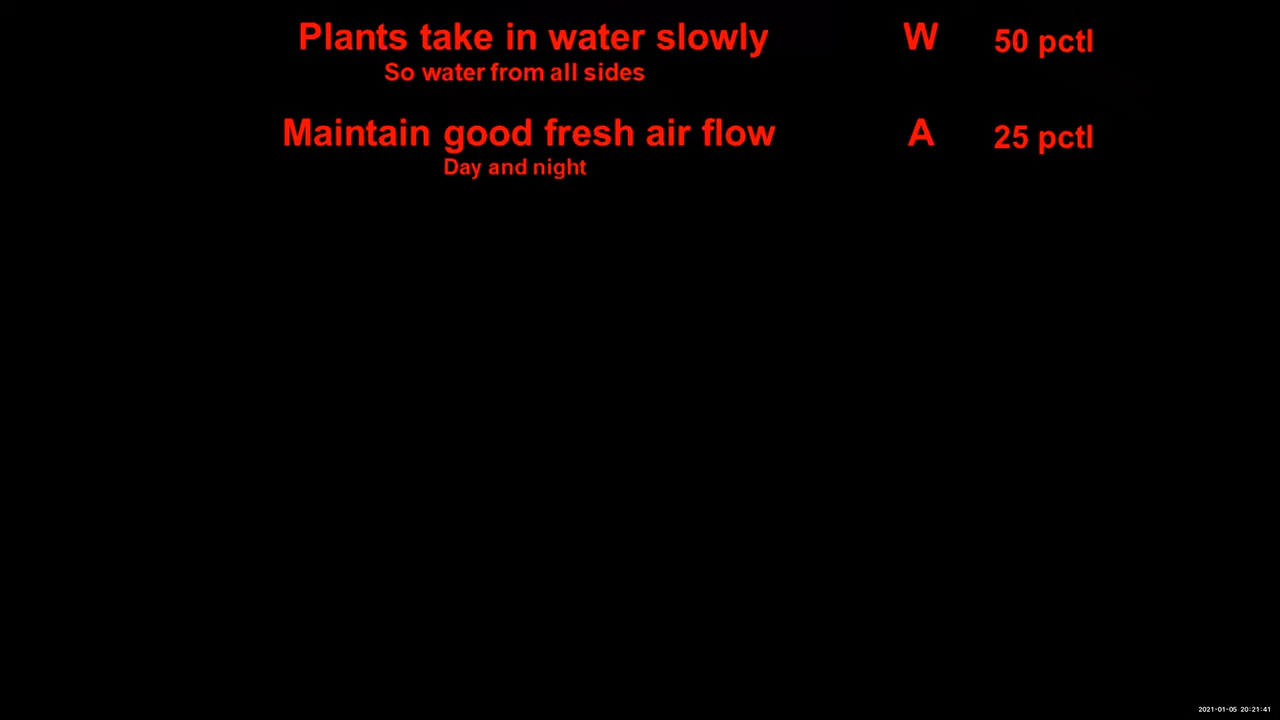 Plants take in water slowly W 50 pctl
So water from all sides
Maintain good fresh air flow A 25 pctl
Day and night
2021-01-05 20:21:41